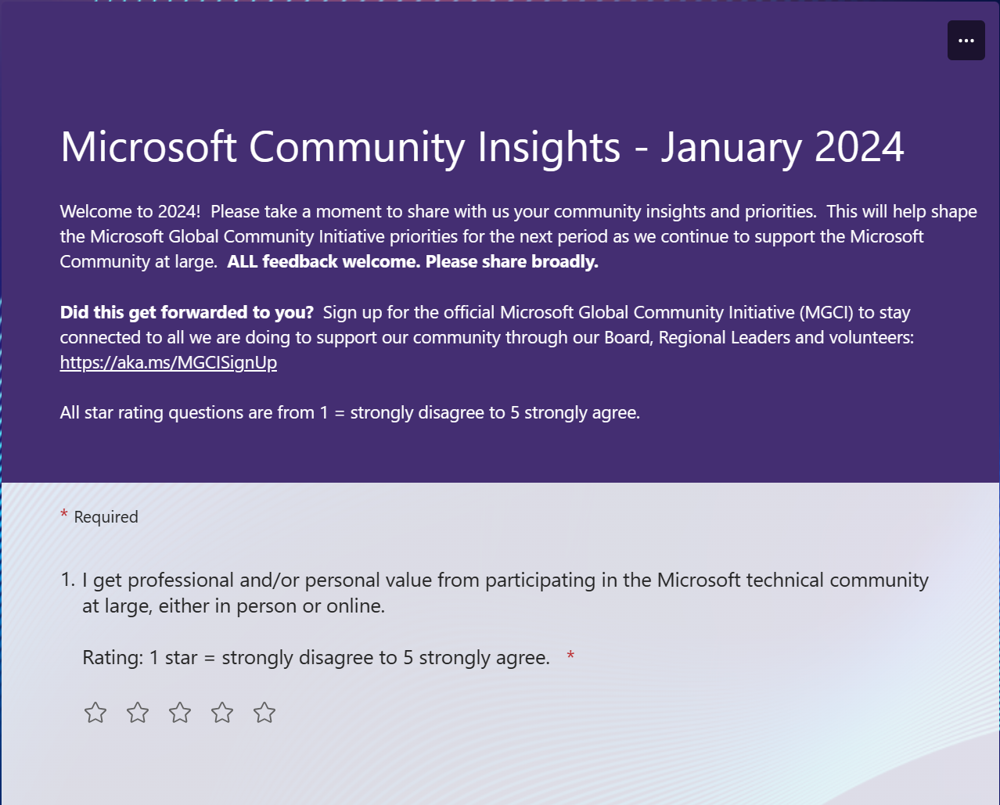 Microsoft Community Insights - January 2024
Welcome to 2024!  Please take a moment to share with us your community insights and priorities.  This will help shape
the Microsoft Global Community Initiative priorities for the next period as we continue to support the Microsoft
Community at large.  ALL feedback welcome. Please share broadly.
Did this get forwarded to you?  Sign up for the official Microsoft Global Community Initiative (MGCI) to stay
connected to all we are doing to support our community through our Board, Regional Leaders and volunteers:
https://aka.ms/MGCISignUp
All star rating questions are from 1 = strongly disagree to 5 strongly agree.
* Required
1. I get professional and/or personal value from participating in the Microsoft technical community
at large, either in person or online.
Rating: 1 star = strongly disagree to 5 strongly agree. *